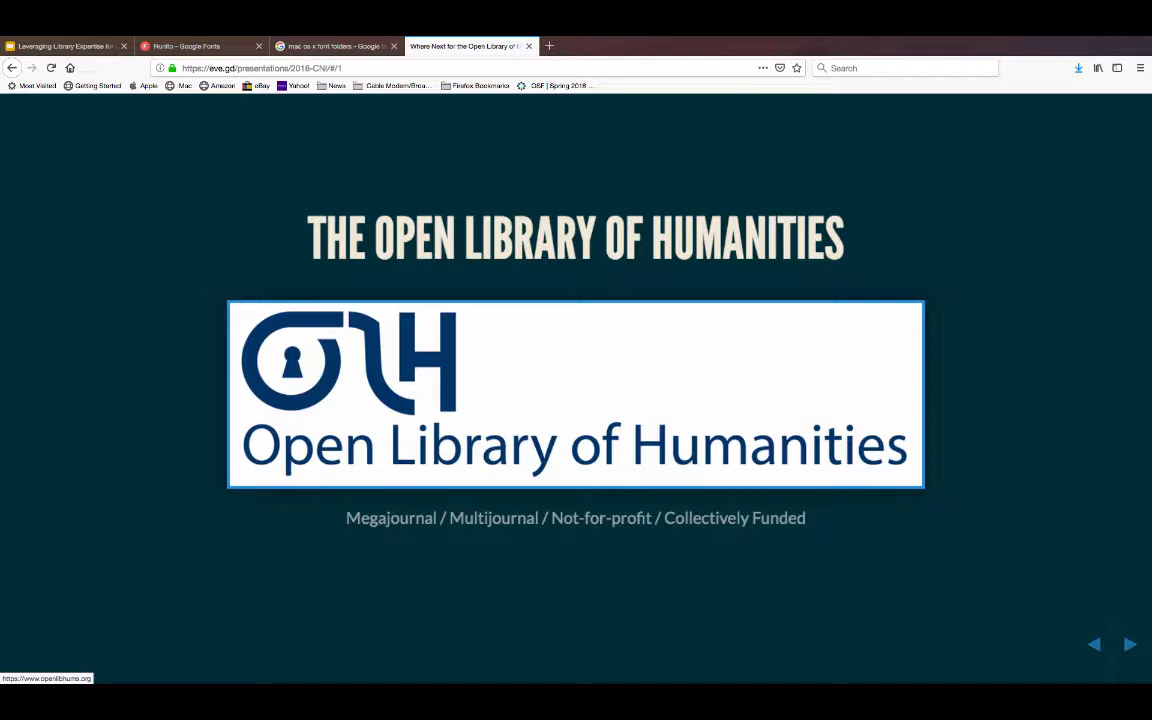 Leveraging Library Expertise for
Nunito - Google Fonts
mac os x font folders - Google
Where Next for the Open Library of H
https://eve.gd/presentations/2018-CNI/#/1
Search
Most Visited
Getting Started
Apple
Mac
Amazon
eBay
Yahoo!
News
Cable Modem/Broa...
Firefox Bookmarks
OSF | Spring 2018 ...
THE OPEN LIBRARY OF HUMANITIES
OLH
Open Library of Humanities
Megajournal / Multijournal / Not-for-profit / Collectively Funded
https://www.openlibhums.org